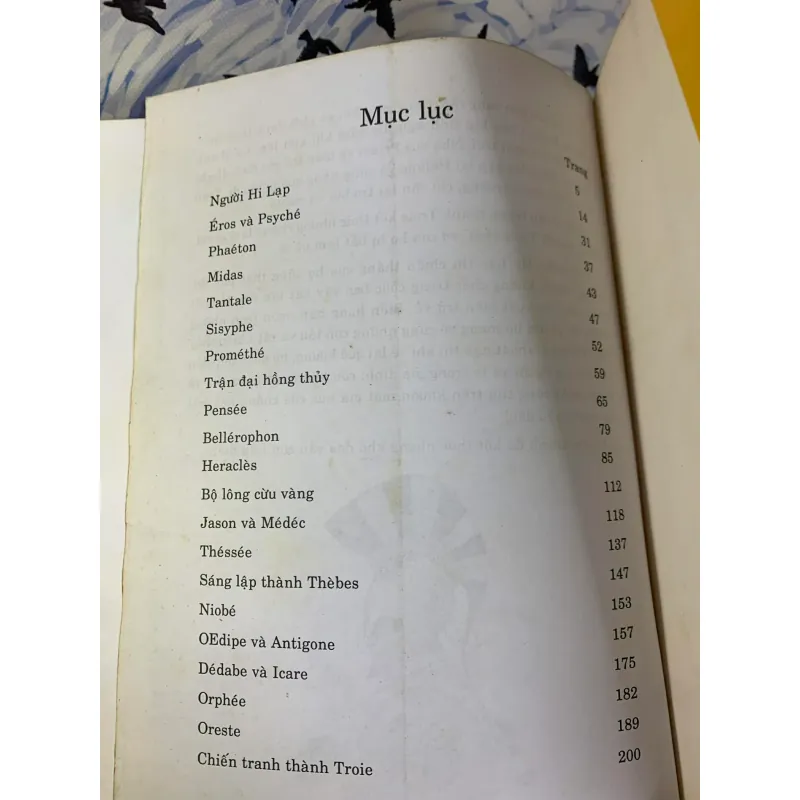 Mục lục
Trang
Người Hi Lạp 5
Éros và Psyché 14
Phaéton 31
Midas 37
Tantale 43
Sisyphe 47
Prométhé 52
Trận đại hồng thủy 59
Pensée 65
Bellérophon 79
Heraclès 85
Bộ lông cừu vàng 112
Jason và Médéc 118
Théssée 137
Sáng lập thành Thèbes 147
Niobé 153
OEdipe và Antigone 157
Dédabe và Icare 175
Orphée 182
Oreste 189
Chiến tranh thành Troie 200